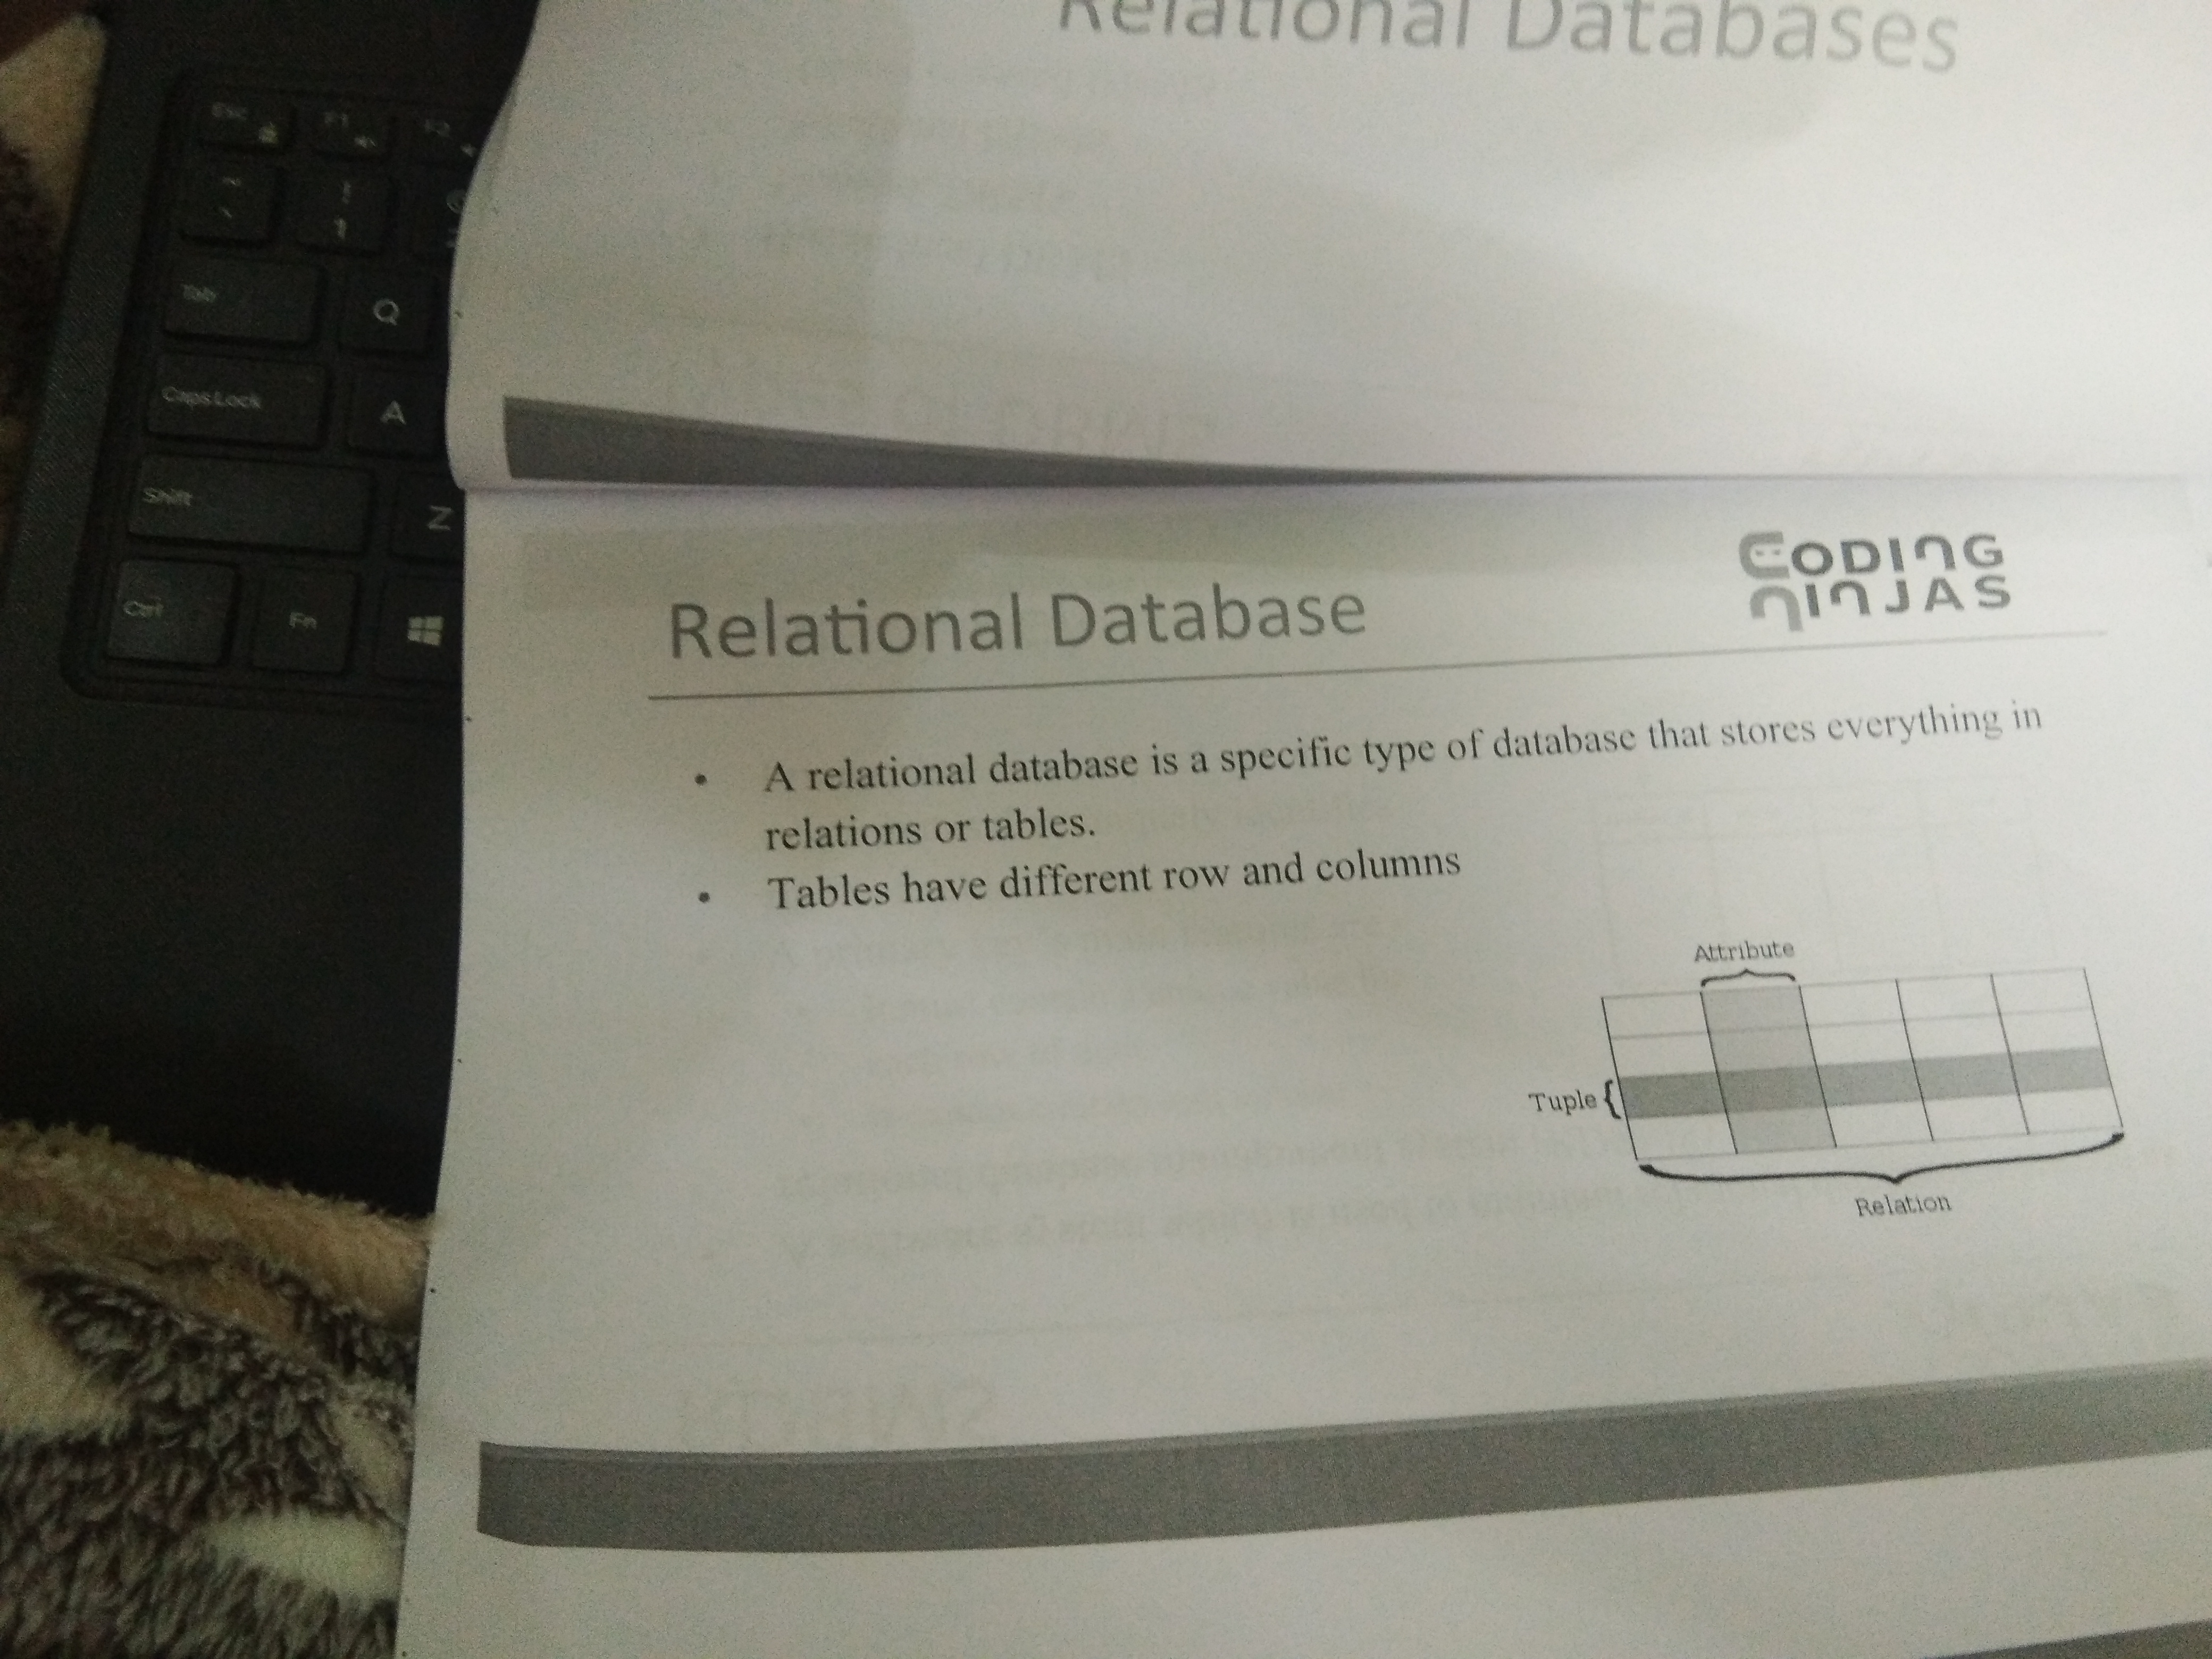 Relational Databases
Esc F1 F2
! 1
Tab Q
Caps Lock A
Shift Z
Ctrl Fn
CODING
NINJAS
Relational Database
• A relational database is a specific type of database that stores everything in
relations or tables.
• Tables have different row and columns
Attribute
Tuple {
Relation